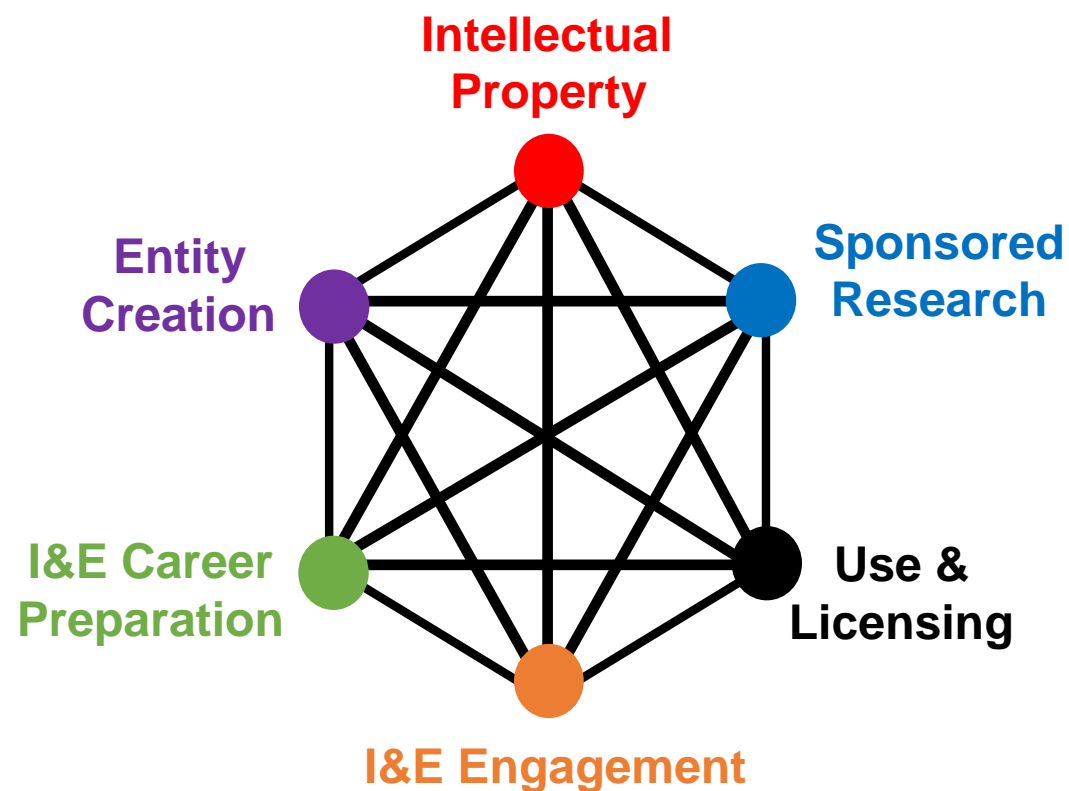 Intellectual
Property
Sponsored
Research
Entity
Creation
Use &
Licensing
I&E Career
Preparation
I&E Engagement